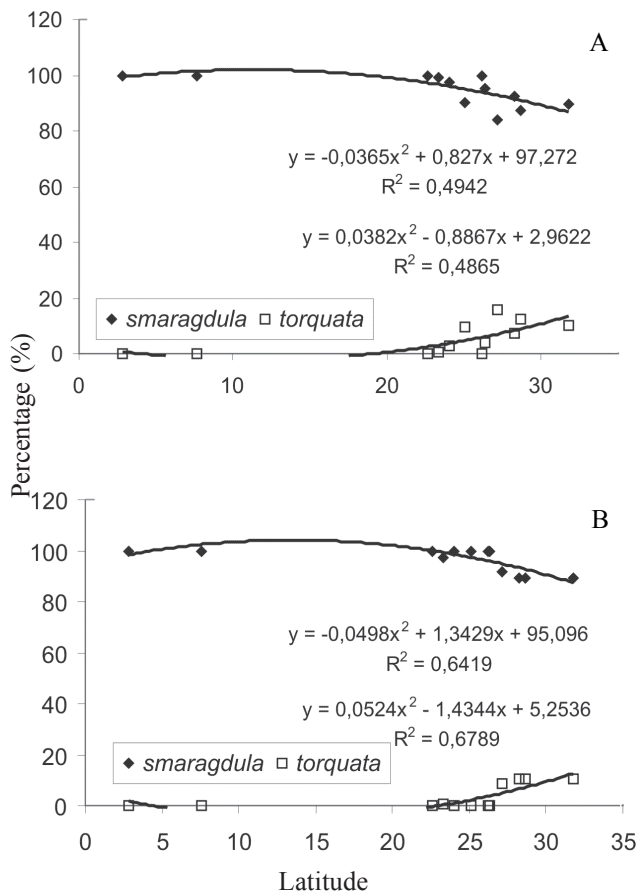 A
120
100
80
60
40
20
0
y = -0,0365x² + 0,827x + 97,272
R² = 0,4942
y = 0,0382x² - 0,8867x + 2,9622
R² = 0,4865
smaragdula torquata
0 10 20 30
Percentage (%)
B
120
100
80
60
40
20
0
y = -0,0498x² + 1,3429x + 95,096
R² = 0,6419
y = 0,0524x² - 1,4344x + 5,2536
R² = 0,6789
smaragdula torquata
0 5 10 15 20 25 30 35
Latitude